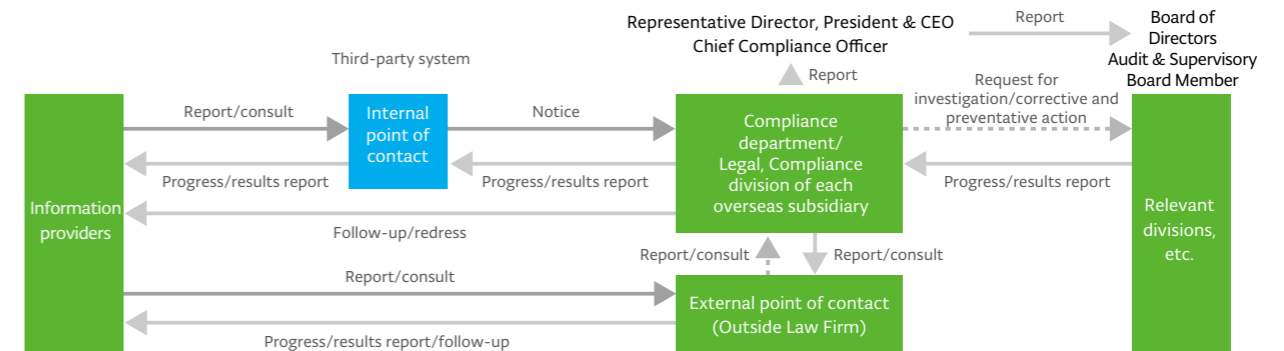 Representative Director, President & CEO
Chief Compliance Officer
Report
Board of
Directors
Audit & Supervisory
Board Member
Third-party system
Report
Request for
investigation/corrective and
preventative action
Report/consult
Internal
point of
contact
Notice
Compliance
department/
Legal, Compliance
division of each
overseas subsidiary
Progress/results report
Progress/results report
Progress/results report
Information
providers
Relevant
divisions,
etc.
Follow-up/redress
Report/consult
Report/consult
Report/consult
External point of contact
(Outside Law Firm)
Progress/results report/follow-up